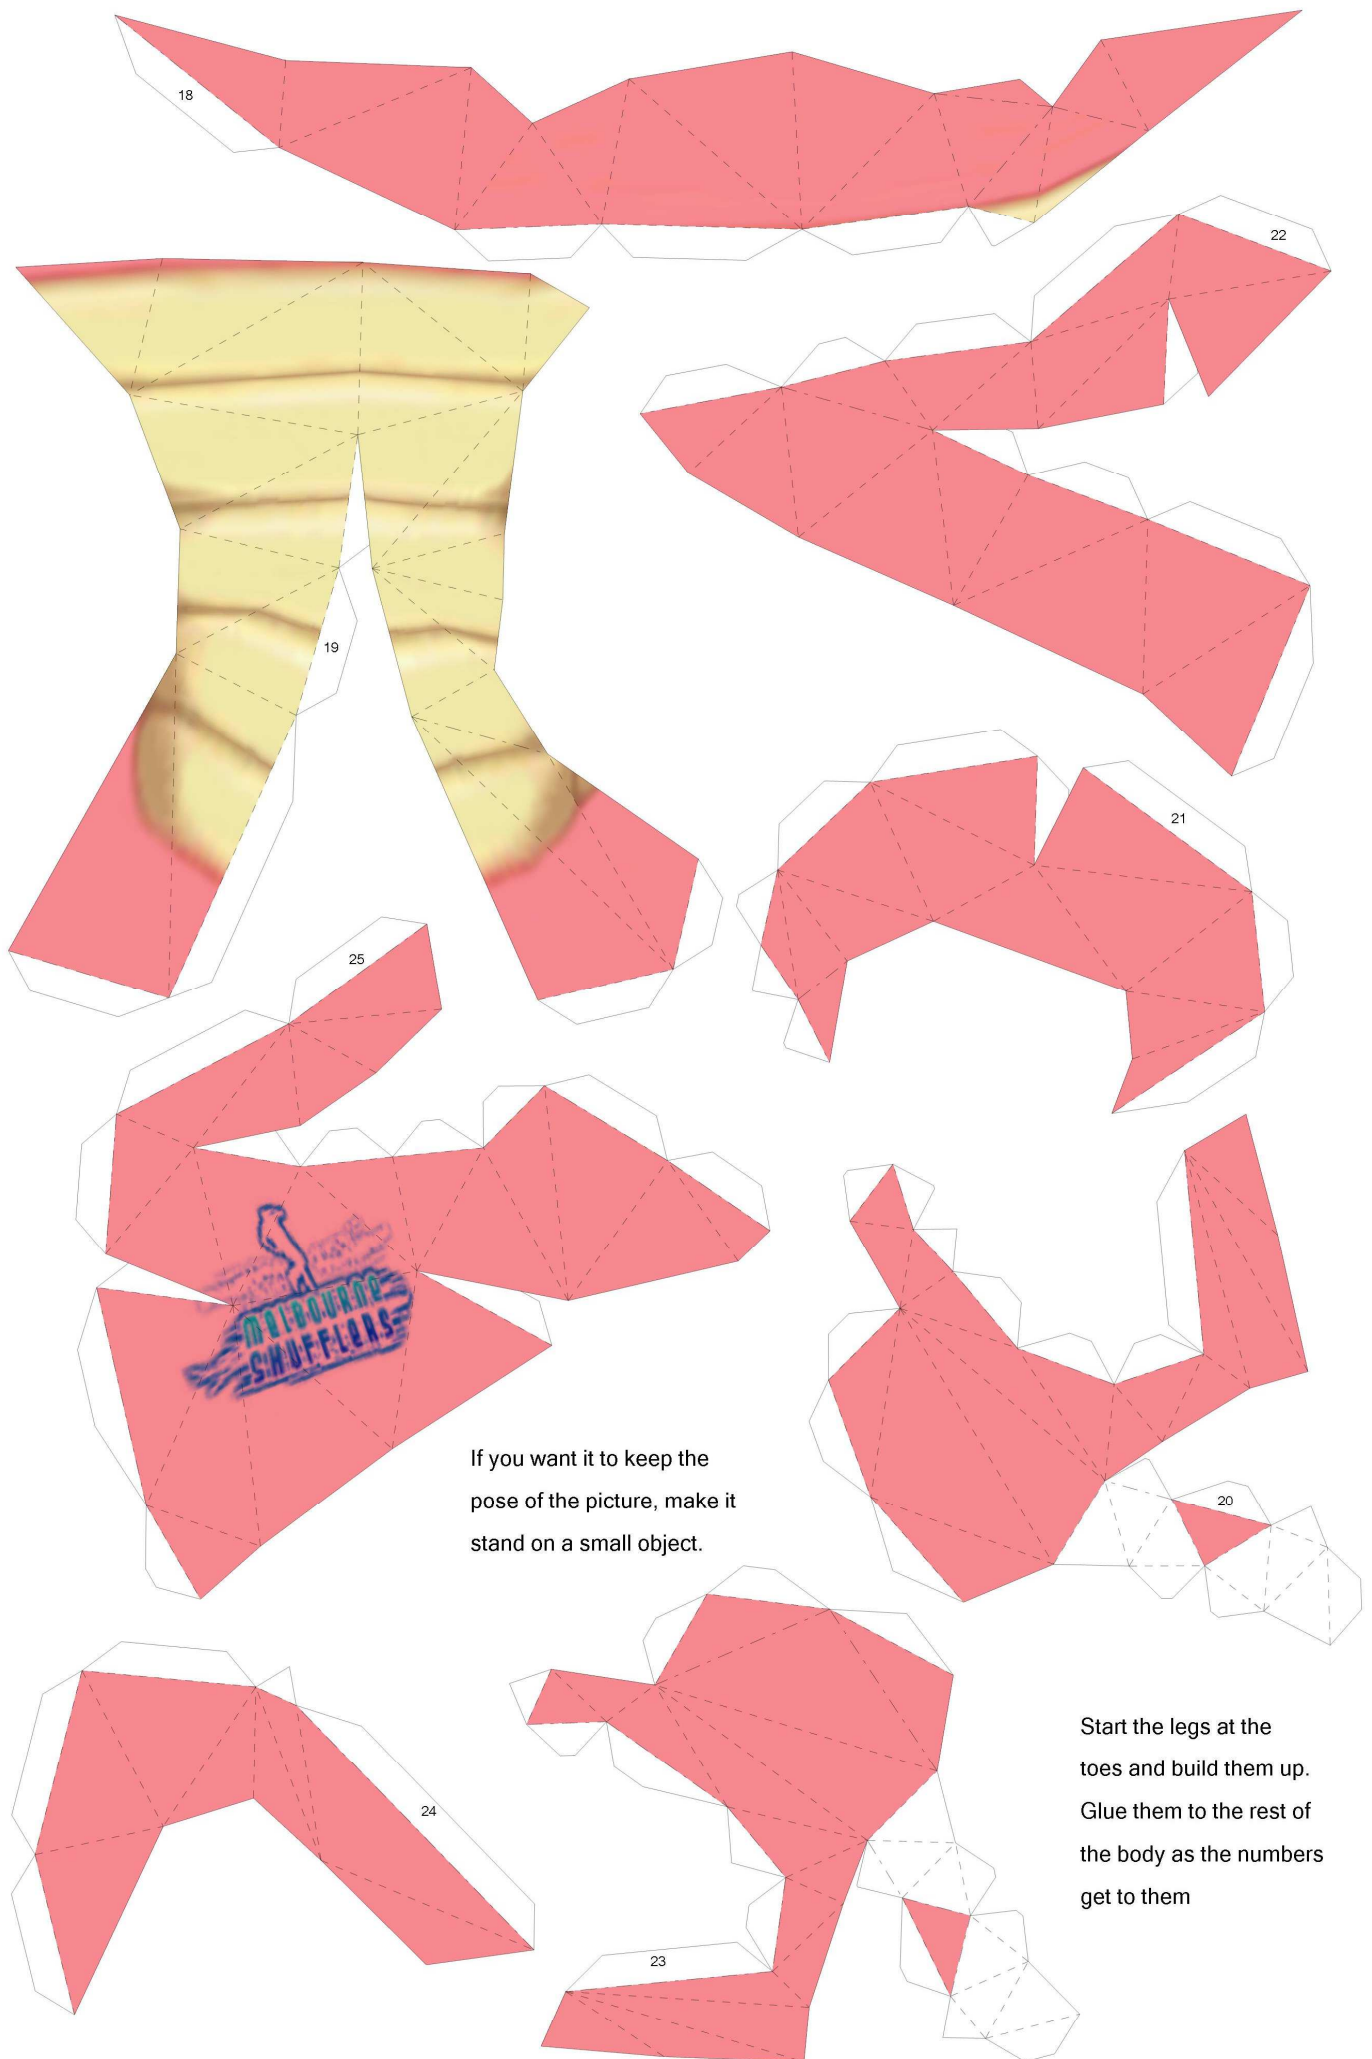 18
22
19
21
25
MELBOURNE
SHUFFLERS
If you want it to keep the
pose of the picture, make it
stand on a small object.
20
Start the legs at the
toes and build them up.
Glue them to the rest of
the body as the numbers
get to them
24
23